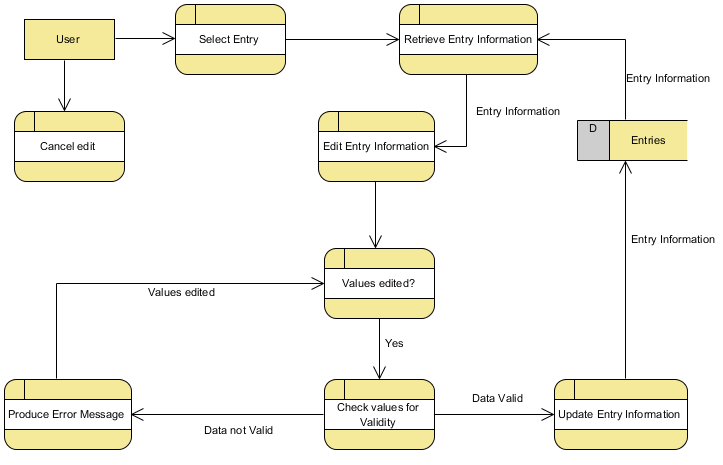 User
Select Entry
Retrieve Entry Information
Entry Information
Entry Information
D
Entries
Cancel edit
Edit Entry Information
Entry Information
Values edited?
Values edited
Yes
Produce Error Message
Data not Valid
Check values for
Validity
Data Valid
Update Entry Information